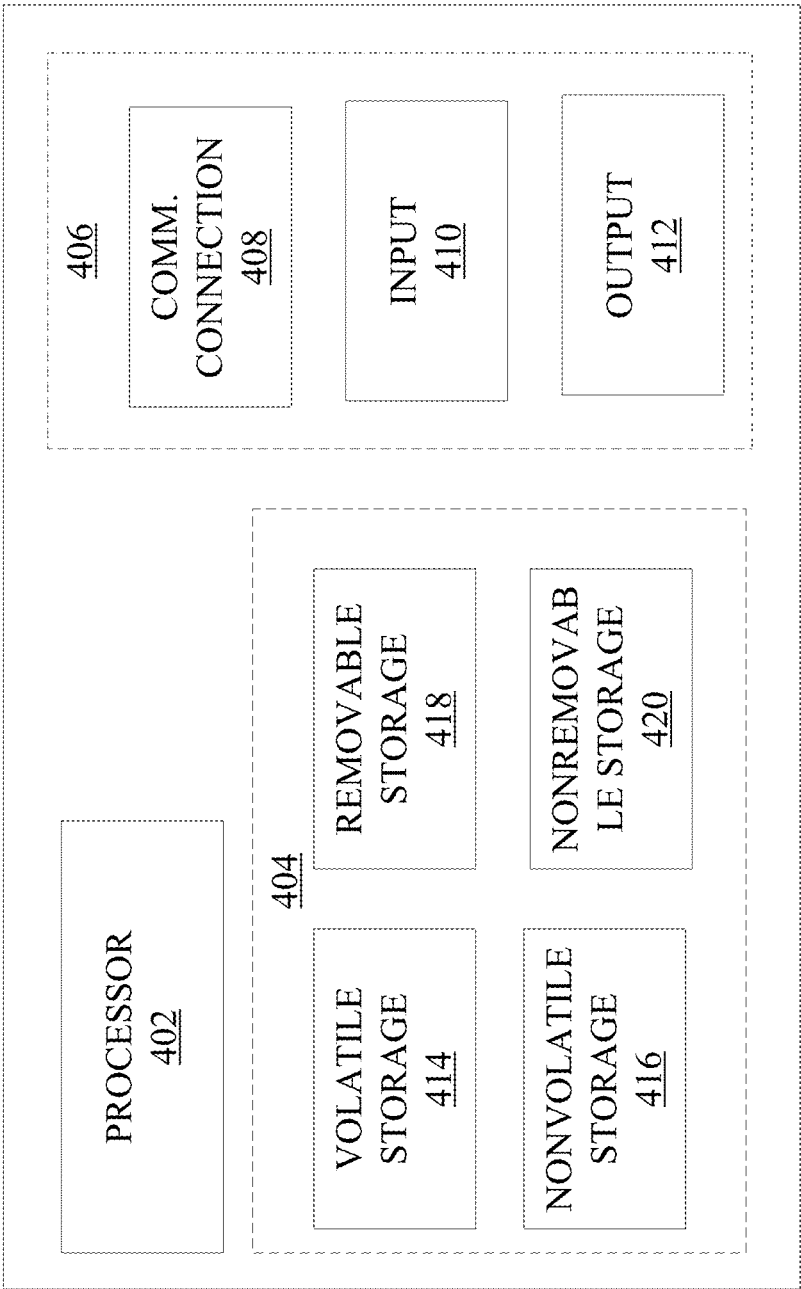 PROCESSOR
402
404
VOLATILE
STORAGE
414
REMOVABLE
STORAGE
418
NONVOLATILE
STORAGE
416
NONREMOVAB
LE STORAGE
420
406
COMM.
CONNECTION
408
INPUT
410
OUTPUT
412